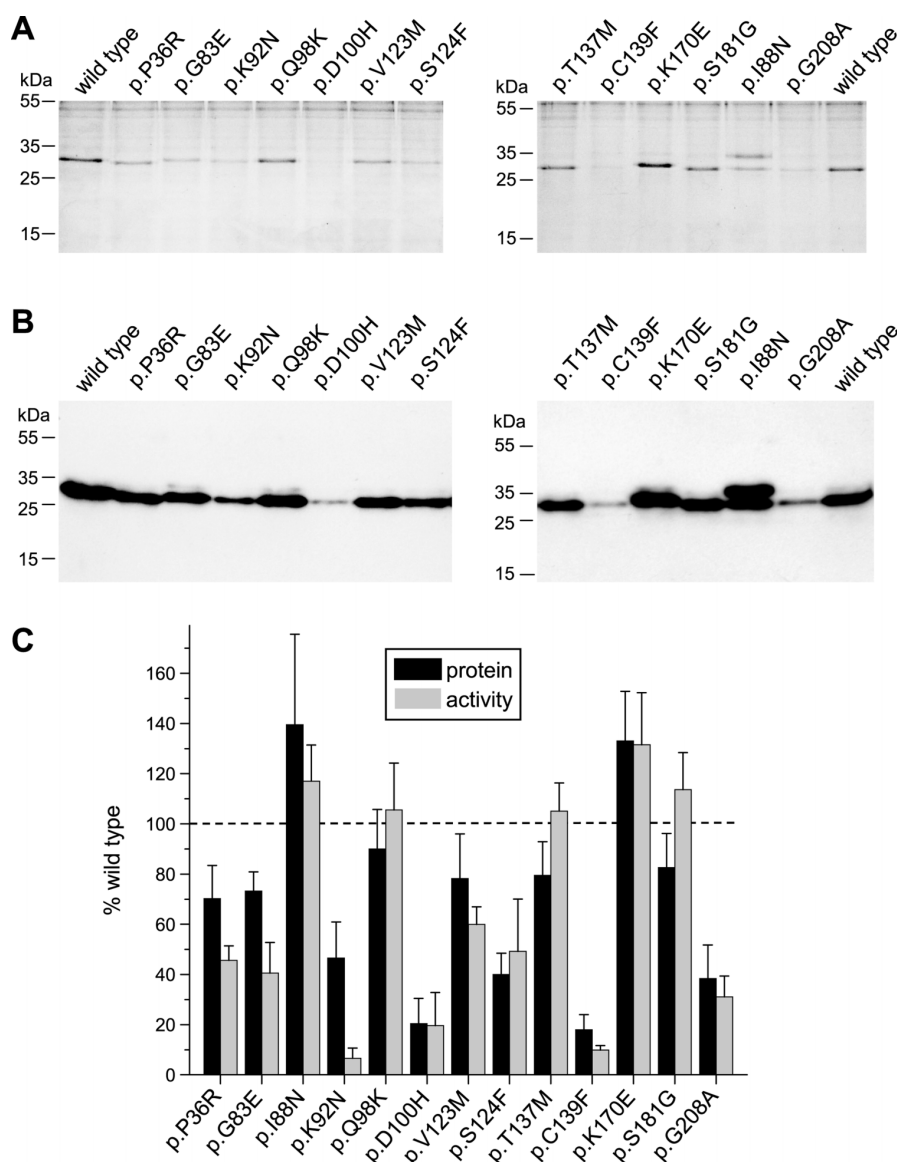 A
wild type p.P36R p.G83E p.K92N p.Q98K p.D100H p.V123M p.S124F
kDa
55
35
25
15
p.T137M p.C139F p.K170E p.S181G p.I88N p.G208A wild type
kDa
55
35
25
15
B
wild type p.P36R p.G83E p.K92N p.Q98K p.D100H p.V123M p.S124F
kDa
55
35
25
15
p.T137M p.C139F p.K170E p.S181G p.I88N p.G208A wild type
kDa
55
35
25
15
C
protein
activity
% wild type
160
140
120
100
80
60
40
20
0
p.P36R p.G83E p.I88N p.K92N p.Q98K p.D100H p.V123M p.S124F p.T137M p.C139F p.K170E p.S181G p.G208A